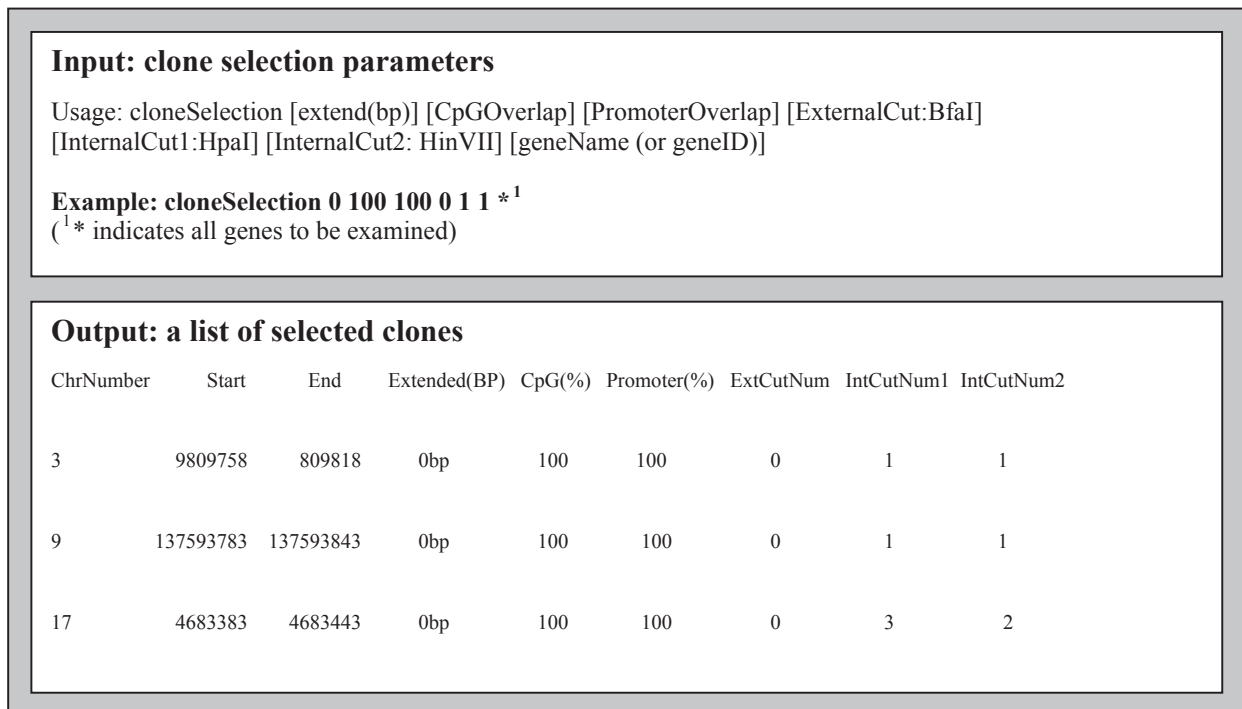 Input: clone selection parameters
Usage: cloneSelection [extend(bp)] [CpGOverlap] [PromoterOverlap] [ExternalCut:BfaI]
[InternalCut1:HpaI] [InternalCut2: HinVII] [geneName (or geneID)]
Example: cloneSelection 0 100 100 0 1 1 *1
(1* indicates all genes to be examined)
Output: a list of selected clones
ChrNumber Start End Extended(BP) CpG(%) Promoter(%) ExtCutNum IntCutNum1 IntCutNum2
3 9809758 809818 0bp 100 100 0 1 1
9 137593783 137593843 0bp 100 100 0 1 1
17 4683383 4683443 0bp 100 100 0 3 2